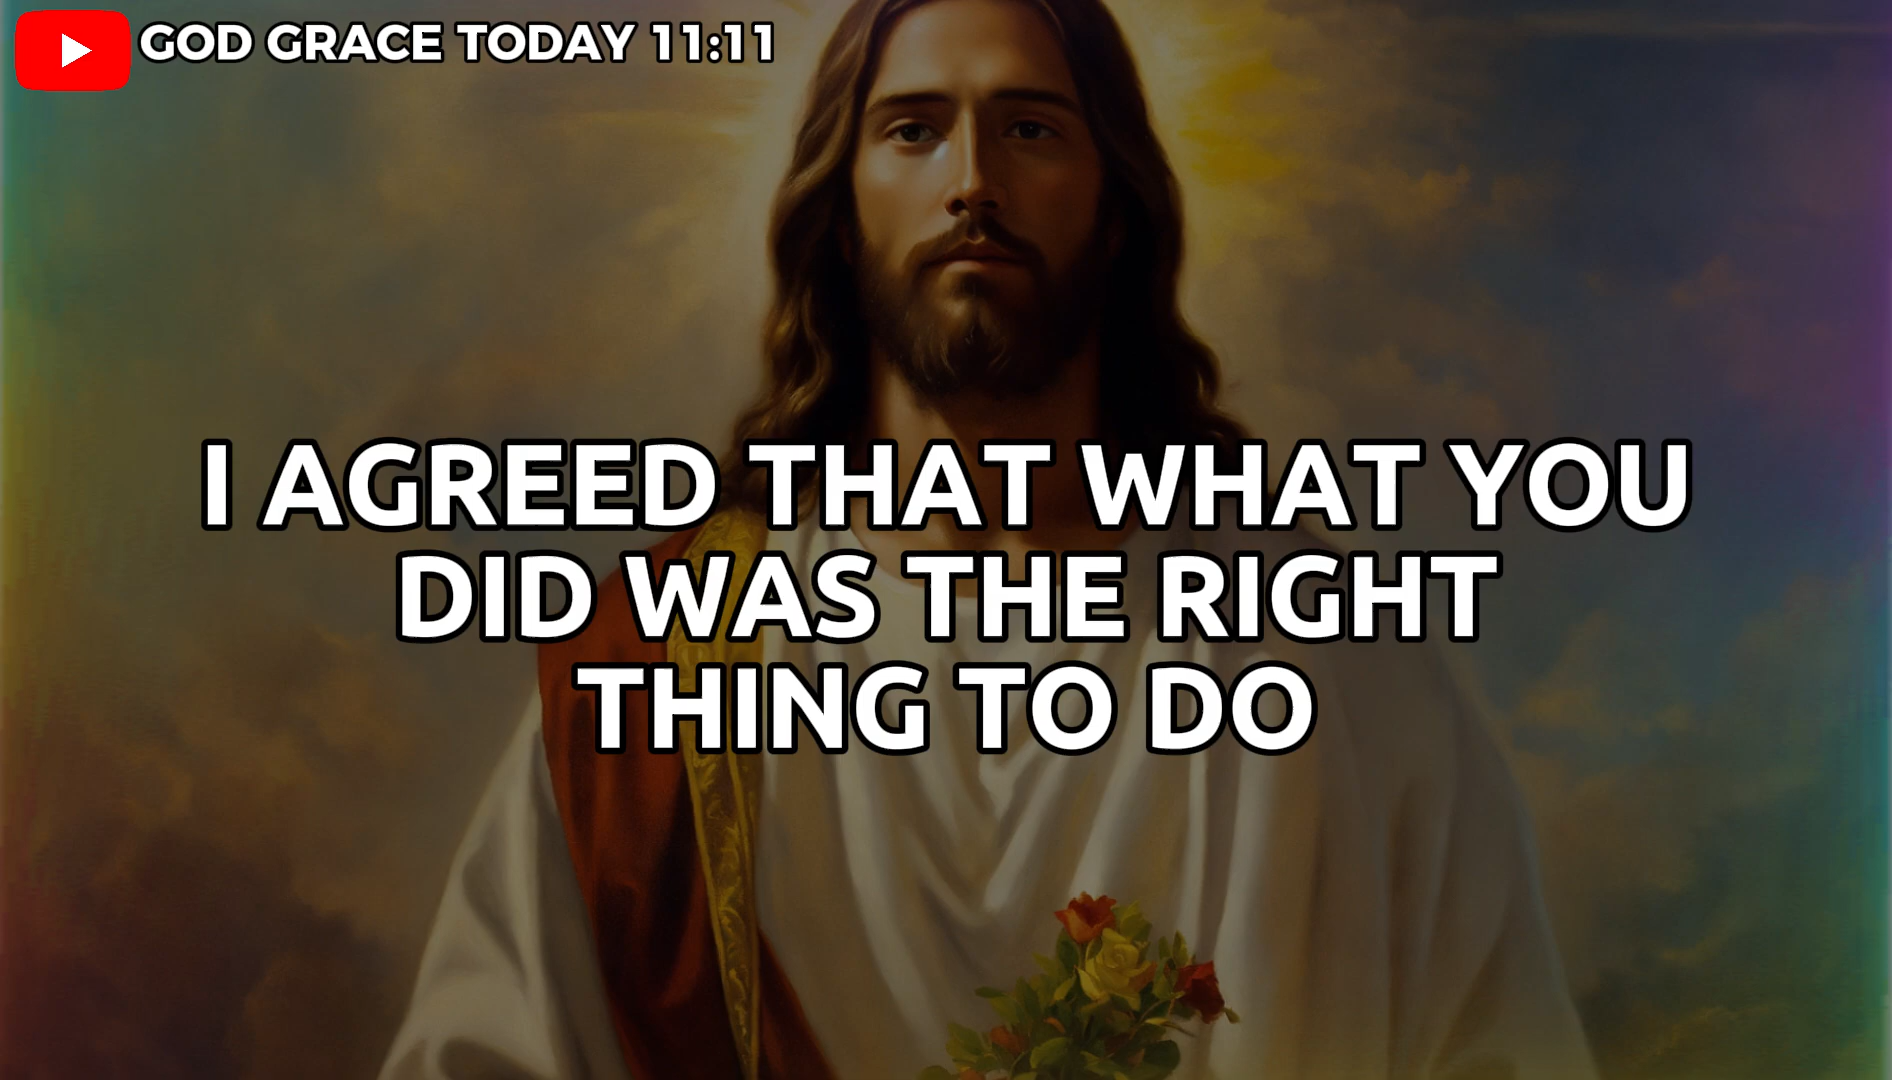 GOD GRACE TODAY 11:11
I AGREED THAT WHAT YOU
DID WAS THE RIGHT
THING TO DO